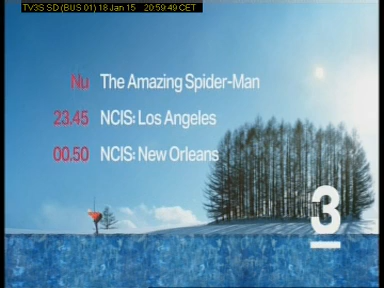 TV3S SD (BUS 01) 18 Jan 15 20:59:49 CET
Nu The Amazing Spider-Man
23.45 NCIS: Los Angeles
00.50 NCIS: New Orleans
3